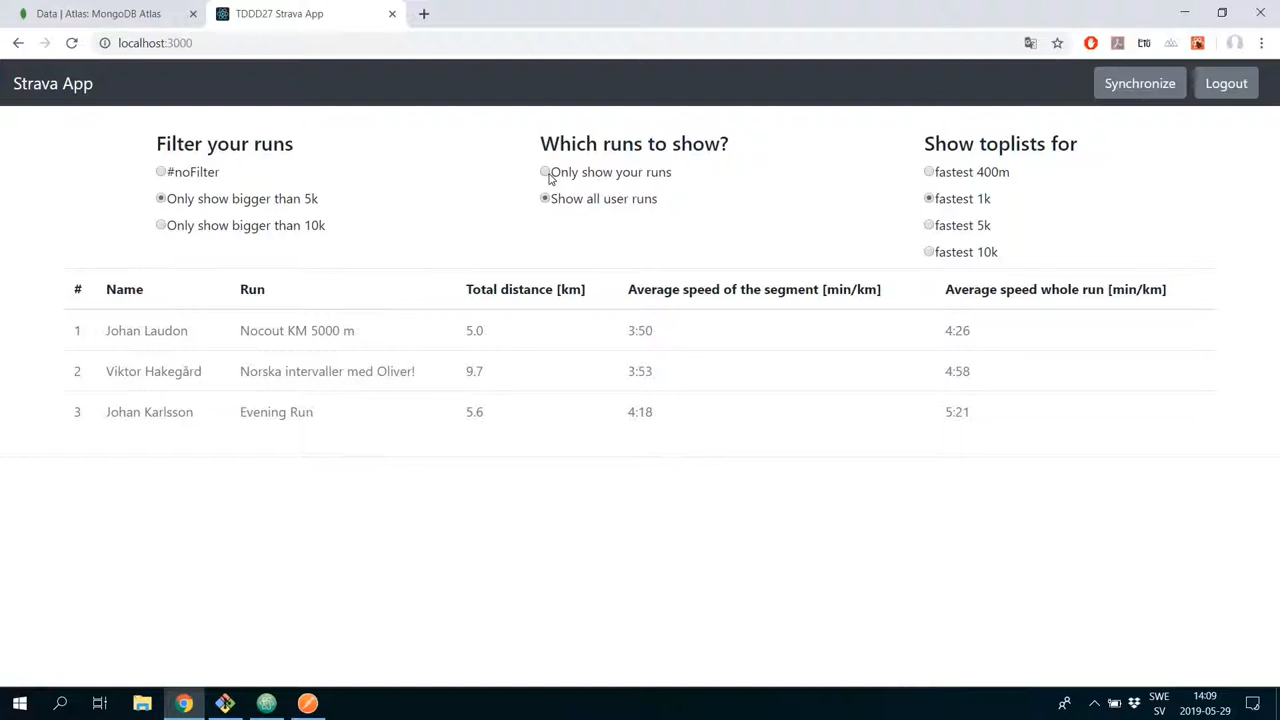 Data | Atlas: MongoDB Atlas
TDDD27 Strava App
localhost:3000
Strava App
Synchronize
Logout
Filter your runs
#noFilter
Only show bigger than 5k
Only show bigger than 10k
Which runs to show?
Only show your runs
Show all user runs
Show toplists for
fastest 400m
fastest 1k
fastest 5k
fastest 10k
# Name Run Total distance [km] Average speed of the segment [min/km] Average speed whole run [min/km]
1 Johan Laudon Nocout KM 5000 m 5.0 3:50 4:26
2 Viktor Hakegård Norska intervaller med Oliver! 9.7 3:53 4:58
3 Johan Karlsson Evening Run 5.6 4:18 5:21
SWE
SV
14:09
2019-05-29